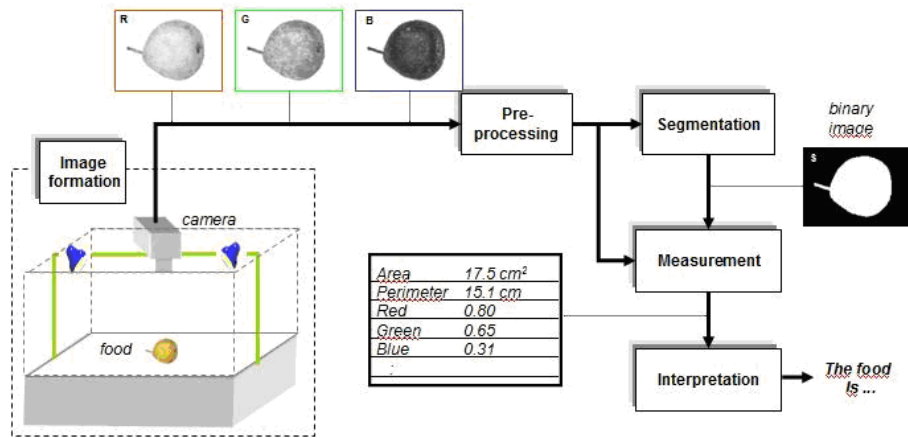 R
G
B
Pre-
processing
Segmentation
binary
image
S
Image
formation
camera
food
Measurement
Area 17.5 cm²
Perimeter 15.1 cm
Red 0.80
Green 0.65
Blue 0.31
:
Interpretation
The food
Is ...